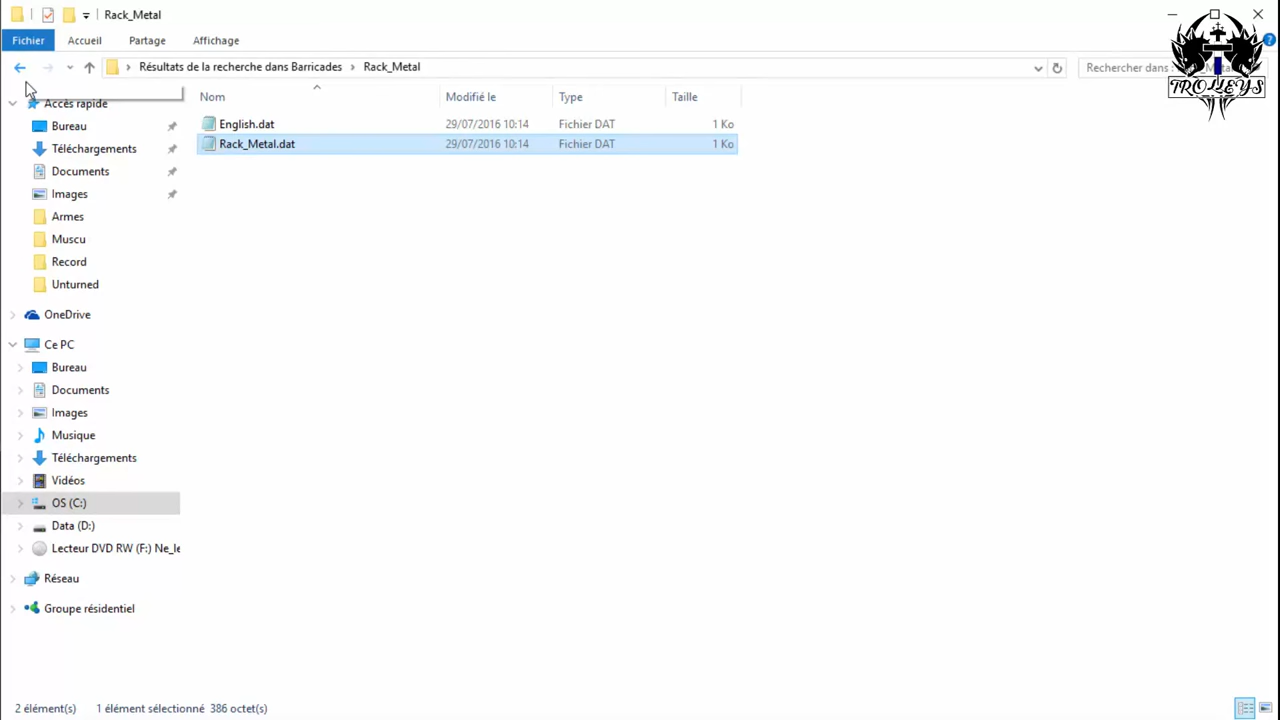 Rack_Metal
Fichier
Accueil
Partage
Affichage
Résultats de la recherche dans Barricades
Rack_Metal
Rechercher dans :
TROLLEYS
Nom
Modifié le
Type
Taille
English.dat
29/07/2016 10:14
Fichier DAT
1 Ko
Rack_Metal.dat
29/07/2016 10:14
Fichier DAT
1 Ko
Accès rapide
Bureau
Téléchargements
Documents
Images
Armes
Muscu
Record
Unturned
OneDrive
Ce PC
Bureau
Documents
Images
Musique
Téléchargements
Vidéos
OS (C:)
Data (D:)
Lecteur DVD RW (F:) Ne_le
Réseau
Groupe résidentiel
2 élément(s)
1 élément sélectionné 386 octet(s)